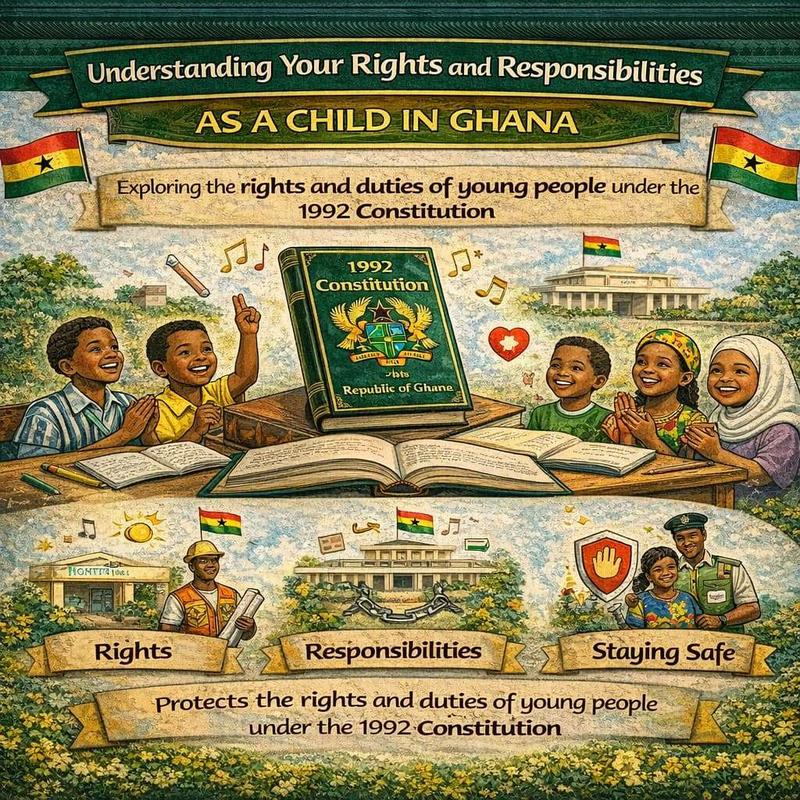 Understanding Your Rights and Responsibilities
AS A CHILD IN GHANA
Exploring the rights and duties of young people under the
1992 Constitution
1992
Constitution
Republic of Ghane
Rights
Responsibilities
Staying Safe
Protects the rights and duties of young people
under the 1992 Constitution